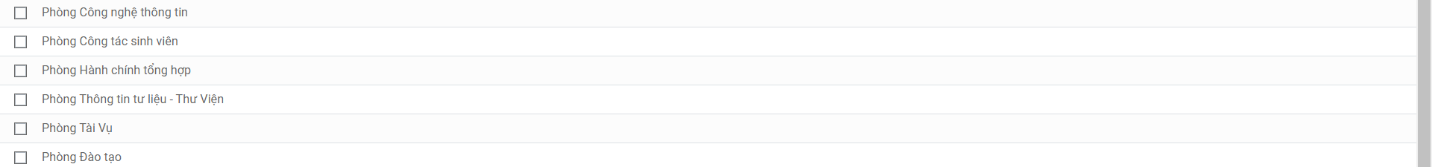 Phòng Công nghệ thông tin
Phòng Công tác sinh viên
Phòng Hành chính tổng hợp
Phòng Thông tin tư liệu - Thư Viện
Phòng Tài Vụ
Phòng Đào tạo